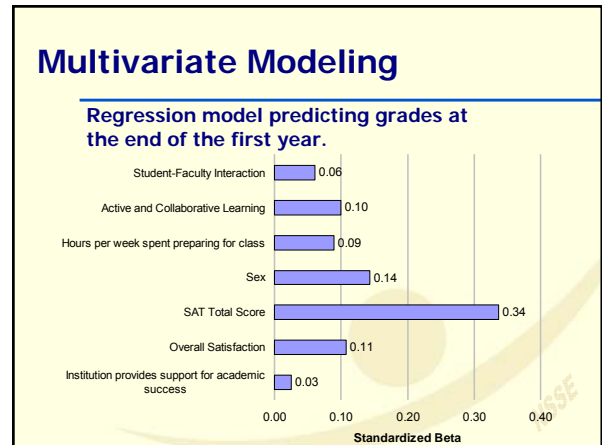 Multivariate Modeling
Regression model predicting grades at
the end of the first year.
Student-Faculty Interaction
0.06
Active and Collaborative Learning
0.10
Hours per week spent preparing for class
0.09
Sex
0.14
SAT Total Score
0.34
Overall Satisfaction
0.11
Institution provides support for academic
success
0.03
0.00 0.10 0.20 0.30 0.40
Standardized Beta
NSSE